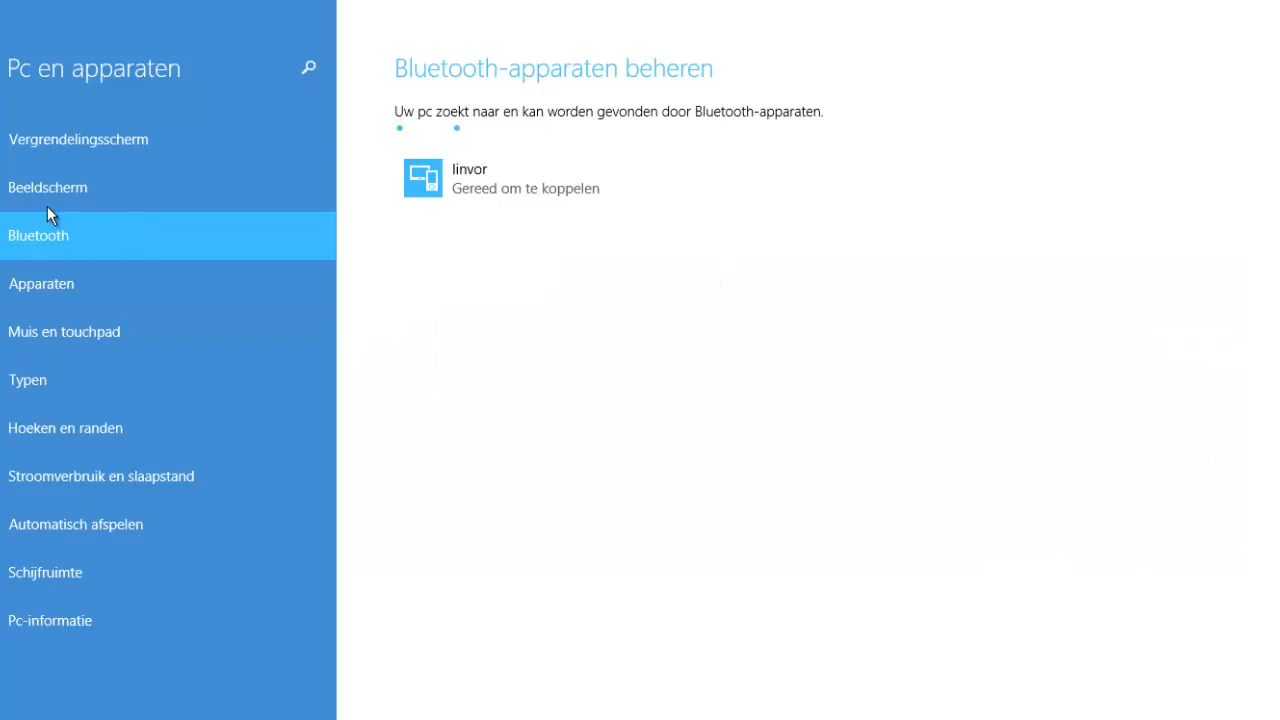 Pc en apparaten
Vergrendelingsscherm
Beeldscherm
Bluetooth
Apparaten
Muis en touchpad
Typen
Hoeken en randen
Stroomverbruik en slaapstand
Automatisch afspelen
Schijfruimte
Pc-informatie
Bluetooth-apparaten beheren
Uw pc zoekt naar en kan worden gevonden door Bluetooth-apparaten.
linvor
Gereed om te koppelen